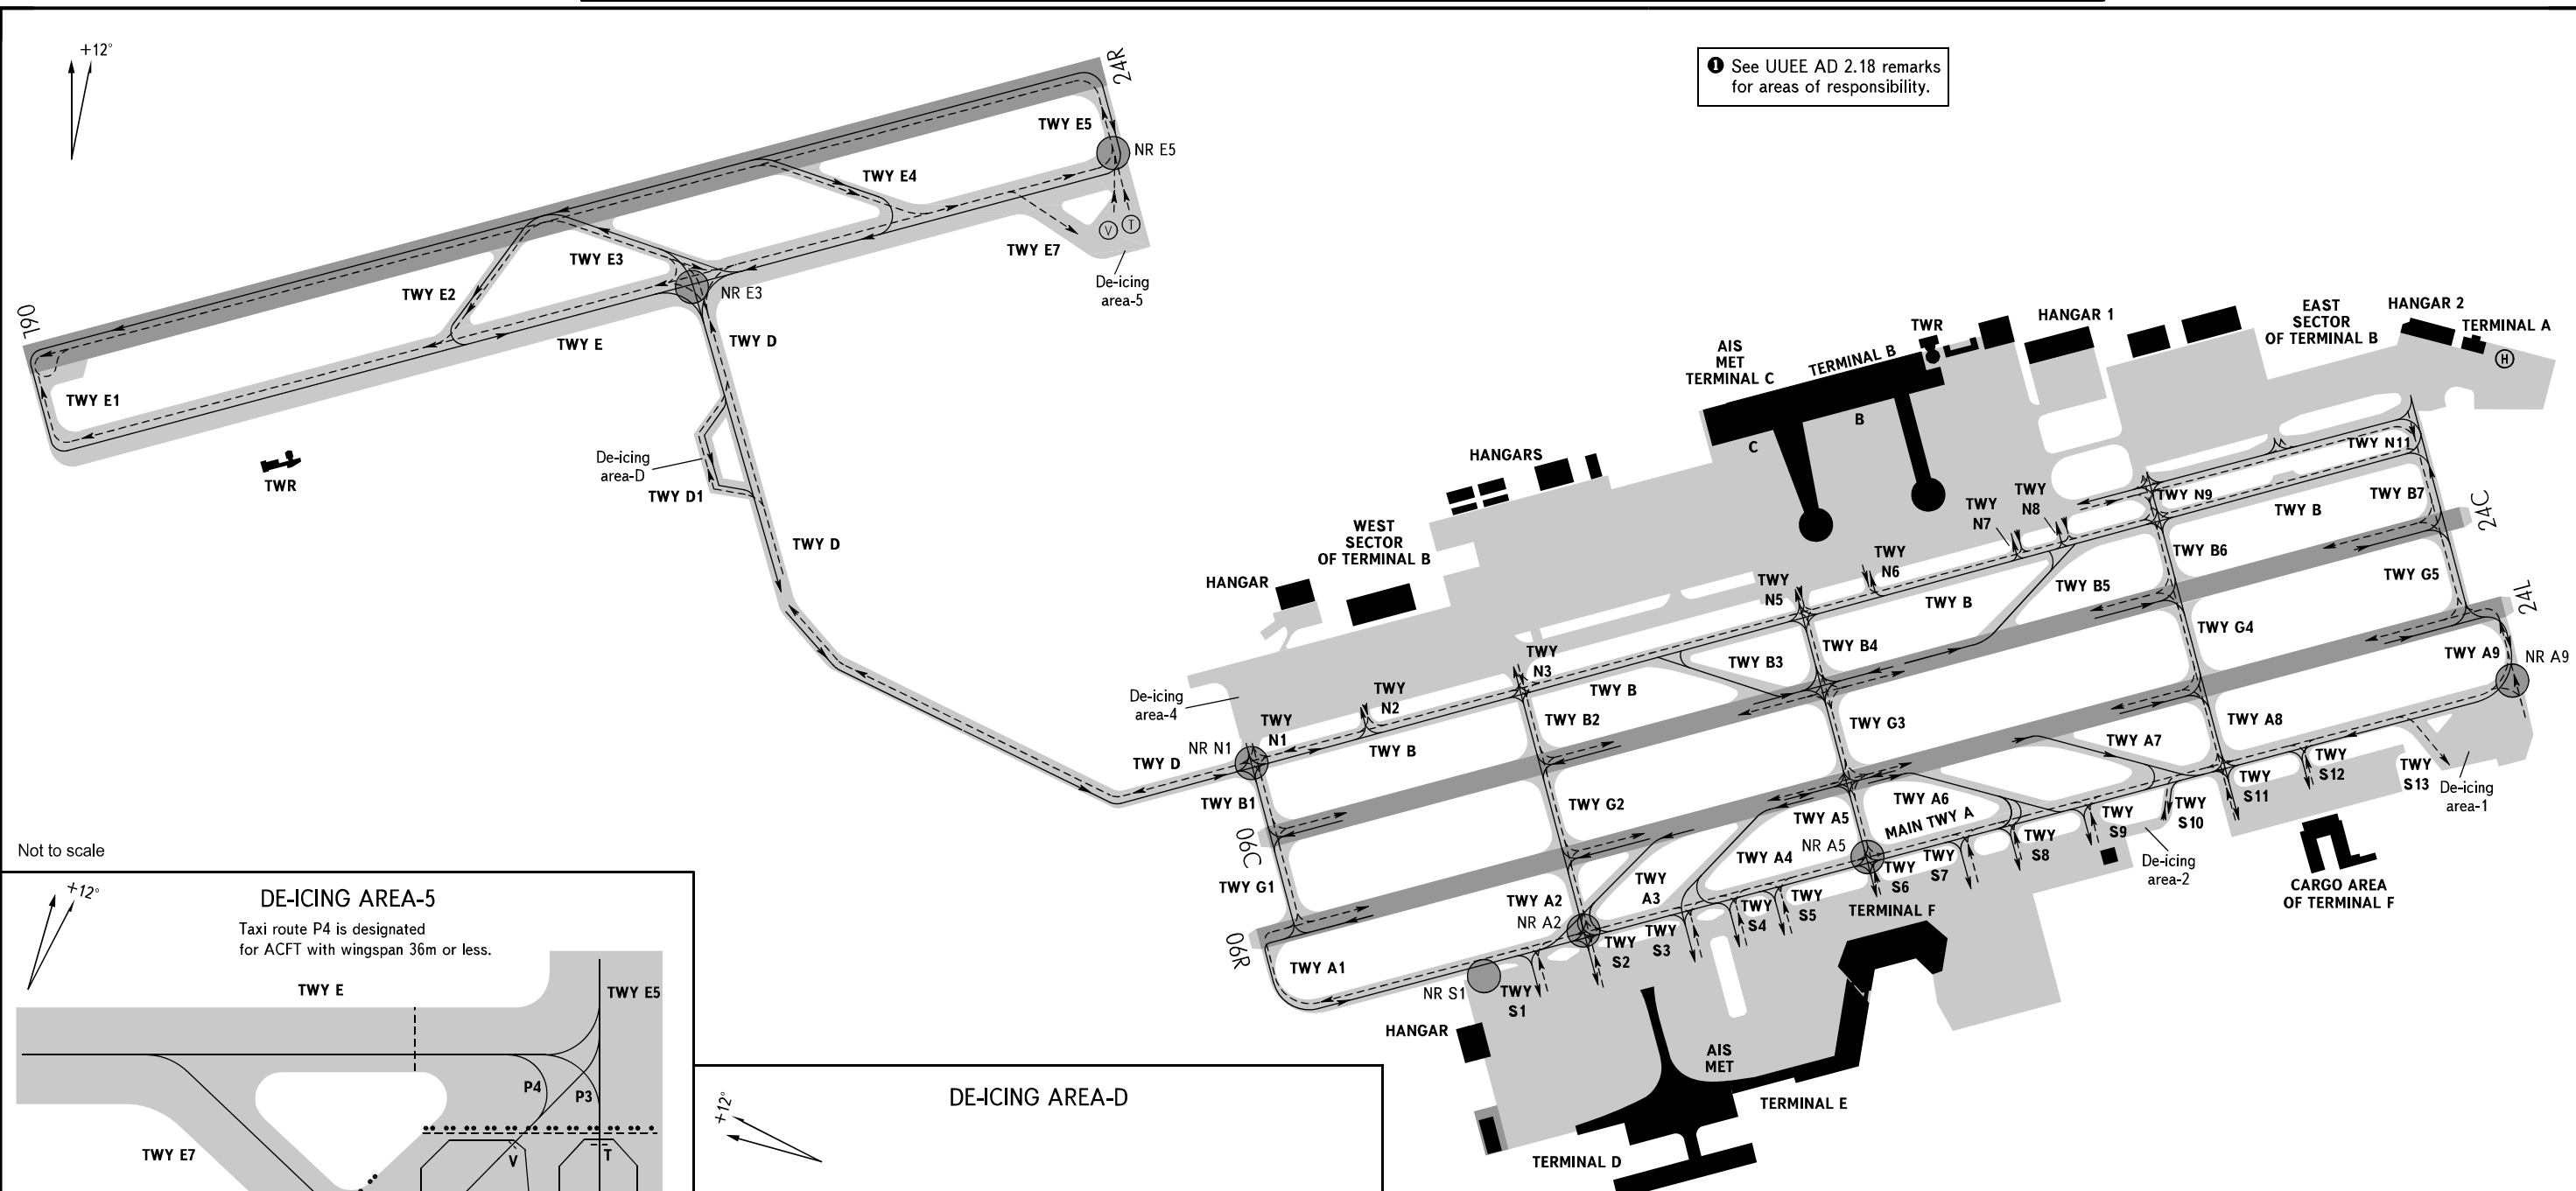 +12°
24R
❶ See UUEE AD 2.18 remarks
for areas of responsibility.
TWY E5
NR E5
TWY E4
V
T
TWY E7
De-icing
area-5
TWY E3
TWY E2
NR E3
06L
TWY D
TWY E
TWY E1
TWR
De-icing
area-D
TWY D1
TWY D
HANGAR 1
EAST
SECTOR
OF TERMINAL B
HANGAR 2
TERMINAL A
H
TWR
AIS
MET
TERMINAL C
TERMINAL B
B
C
HANGARS
TWY N11
WEST
SECTOR
OF TERMINAL B
TWY
N7
TWY
N8
TWY N9
TWY B7
TWY B
24C
HANGAR
TWY
N5
TWY
N6
TWY B6
TWY B5
TWY G5
TWY B
24L
TWY
N3
TWY B3
TWY B4
TWY G4
TWY A9
NR A9
De-icing
area-4
TWY
N2
TWY B
TWY
N1
NR N1
TWY B2
TWY G3
TWY A8
TWY B
TWY D
TWY A7
TWY
S12
TWY
S13
De-icing
area-1
TWY
S11
TWY B1
TWY G2
TWY A6
TWY
S10
TWY A5
MAIN TWY A
TWY
S9
06C
NR A5
TWY
S8
TWY A4
TWY
S7
TWY
S6
De-icing
area-2
TWY G1
TWY
A3
TWY A2
NR A2
TWY
S5
TWY
S4
TERMINAL F
CARGO AREA
OF TERMINAL F
06R
TWY
S3
TWY
S2
TWY A1
NR S1
TWY
S1
HANGAR
AIS
MET
TERMINAL E
TERMINAL D
Not to scale
+12°
DE-ICING AREA-5
Taxi route P4 is designated
for ACFT with wingspan 36m or less.
TWY E
TWY E5
P4
P3
TWY E7
V
T
+12°
DE-ICING AREA-D